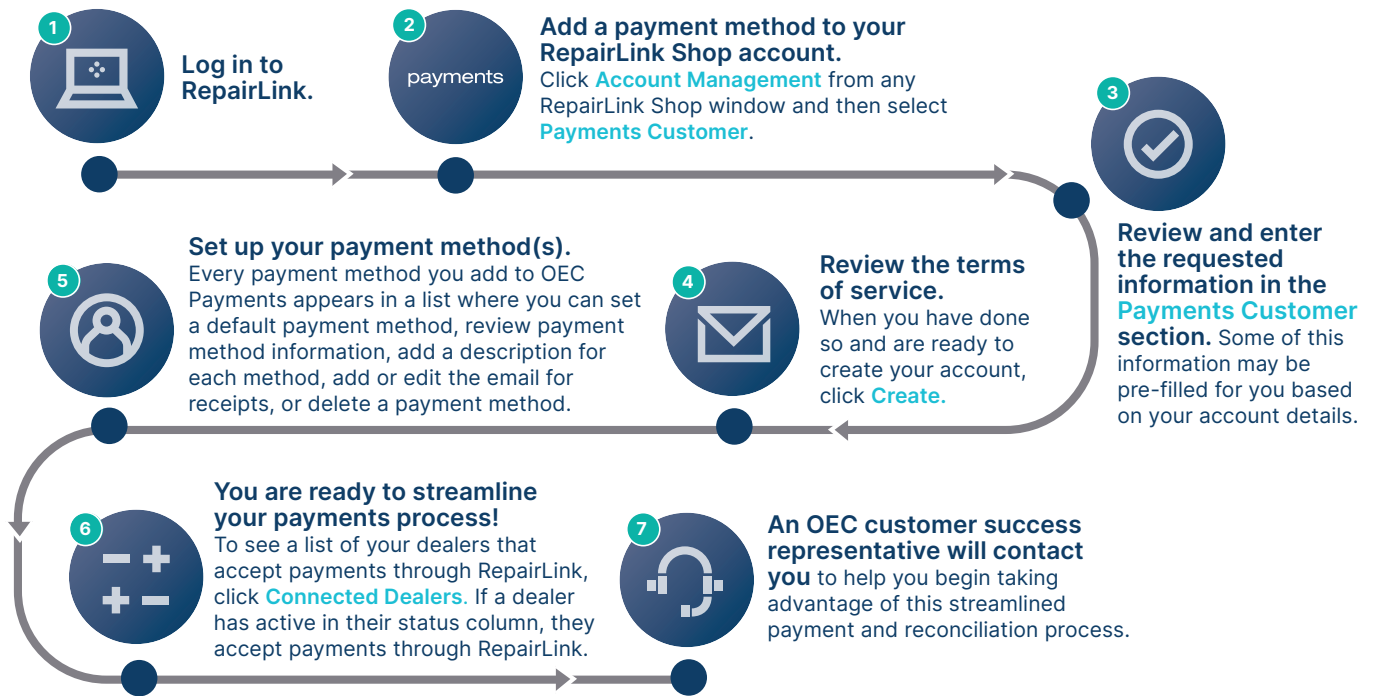 1
Log in to
RepairLink.
2
payments
Add a payment method to your
RepairLink Shop account.
Click Account Management from any
RepairLink Shop window and then select
Payments Customer.
3
Review and enter
the requested
information in the
Payments Customer
section. Some of this
information may be
pre-filled for you based
on your account details.
4
Review the terms
of service.
When you have done
so and are ready to
create your account,
click Create.
5
Set up your payment method(s).
Every payment method you add to OEC
Payments appears in a list where you can set
a default payment method, review payment
method information, add a description for
each method, add or edit the email for
receipts, or delete a payment method.
6
You are ready to streamline
your payments process!
To see a list of your dealers that
accept payments through RepairLink,
click Connected Dealers. If a dealer
has active in their status column, they
accept payments through RepairLink.
7
An OEC customer success
representative will contact
you to help you begin taking
advantage of this streamlined
payment and reconciliation process.